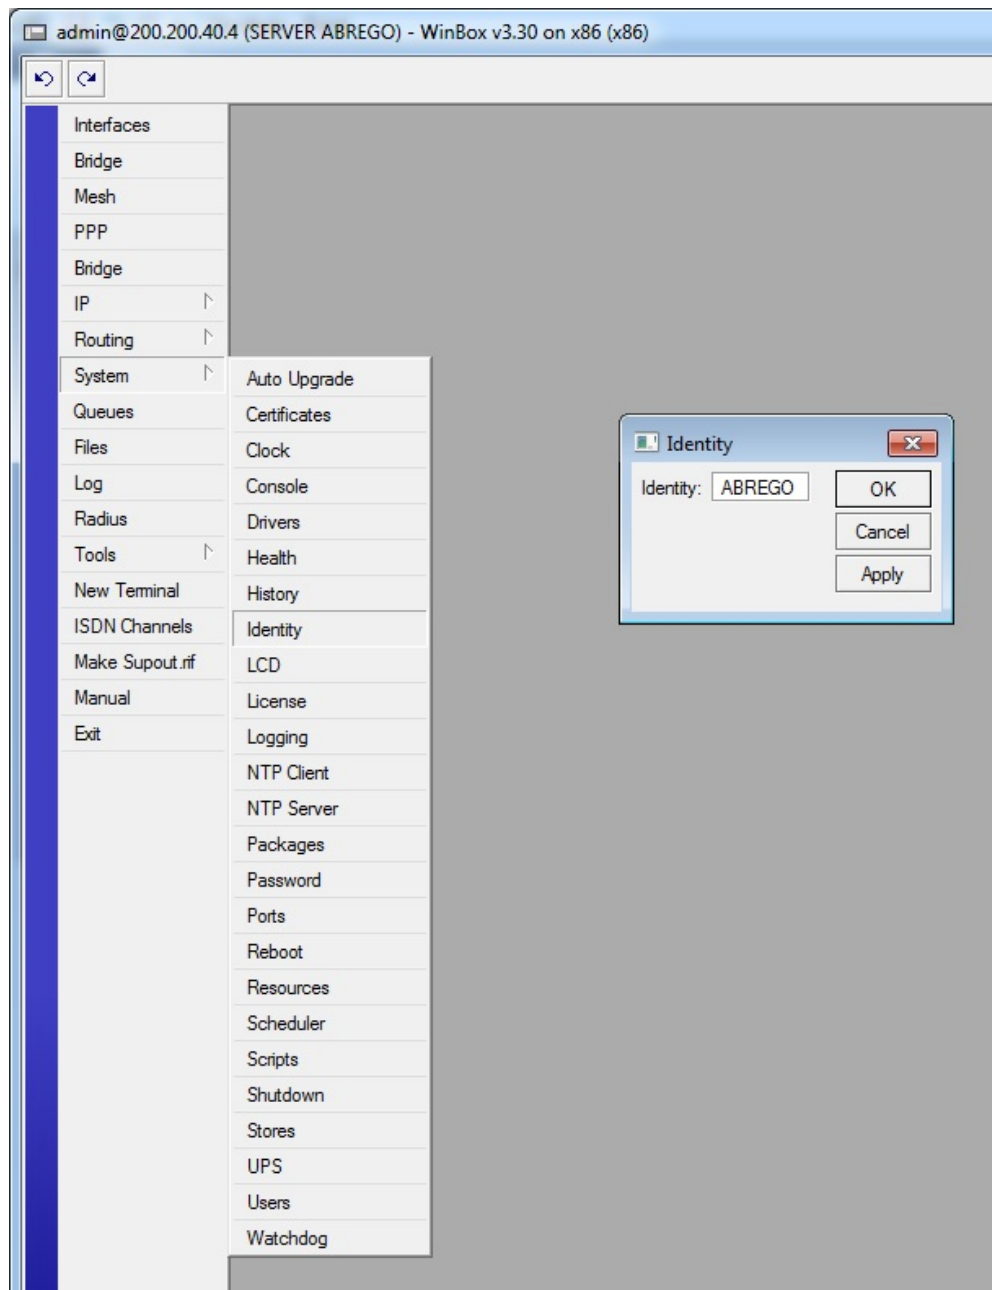 admin@200.200.40.4 (SERVER ABREGO) - WinBox v3.30 on x86 (x86)
Interfaces
Bridge
Mesh
PPP
Bridge
IP
Routing
System
Queues
Files
Log
Radius
Tools
New Terminal
ISDN Channels
Make Supout.rif
Manual
Exit
Auto Upgrade
Certificates
Clock
Console
Drivers
Health
History
Identity
LCD
License
Logging
NTP Client
NTP Server
Packages
Password
Ports
Reboot
Resources
Scheduler
Scripts
Shutdown
Stores
UPS
Users
Watchdog
Identity
Identity: ABREGO
OK
Cancel
Apply